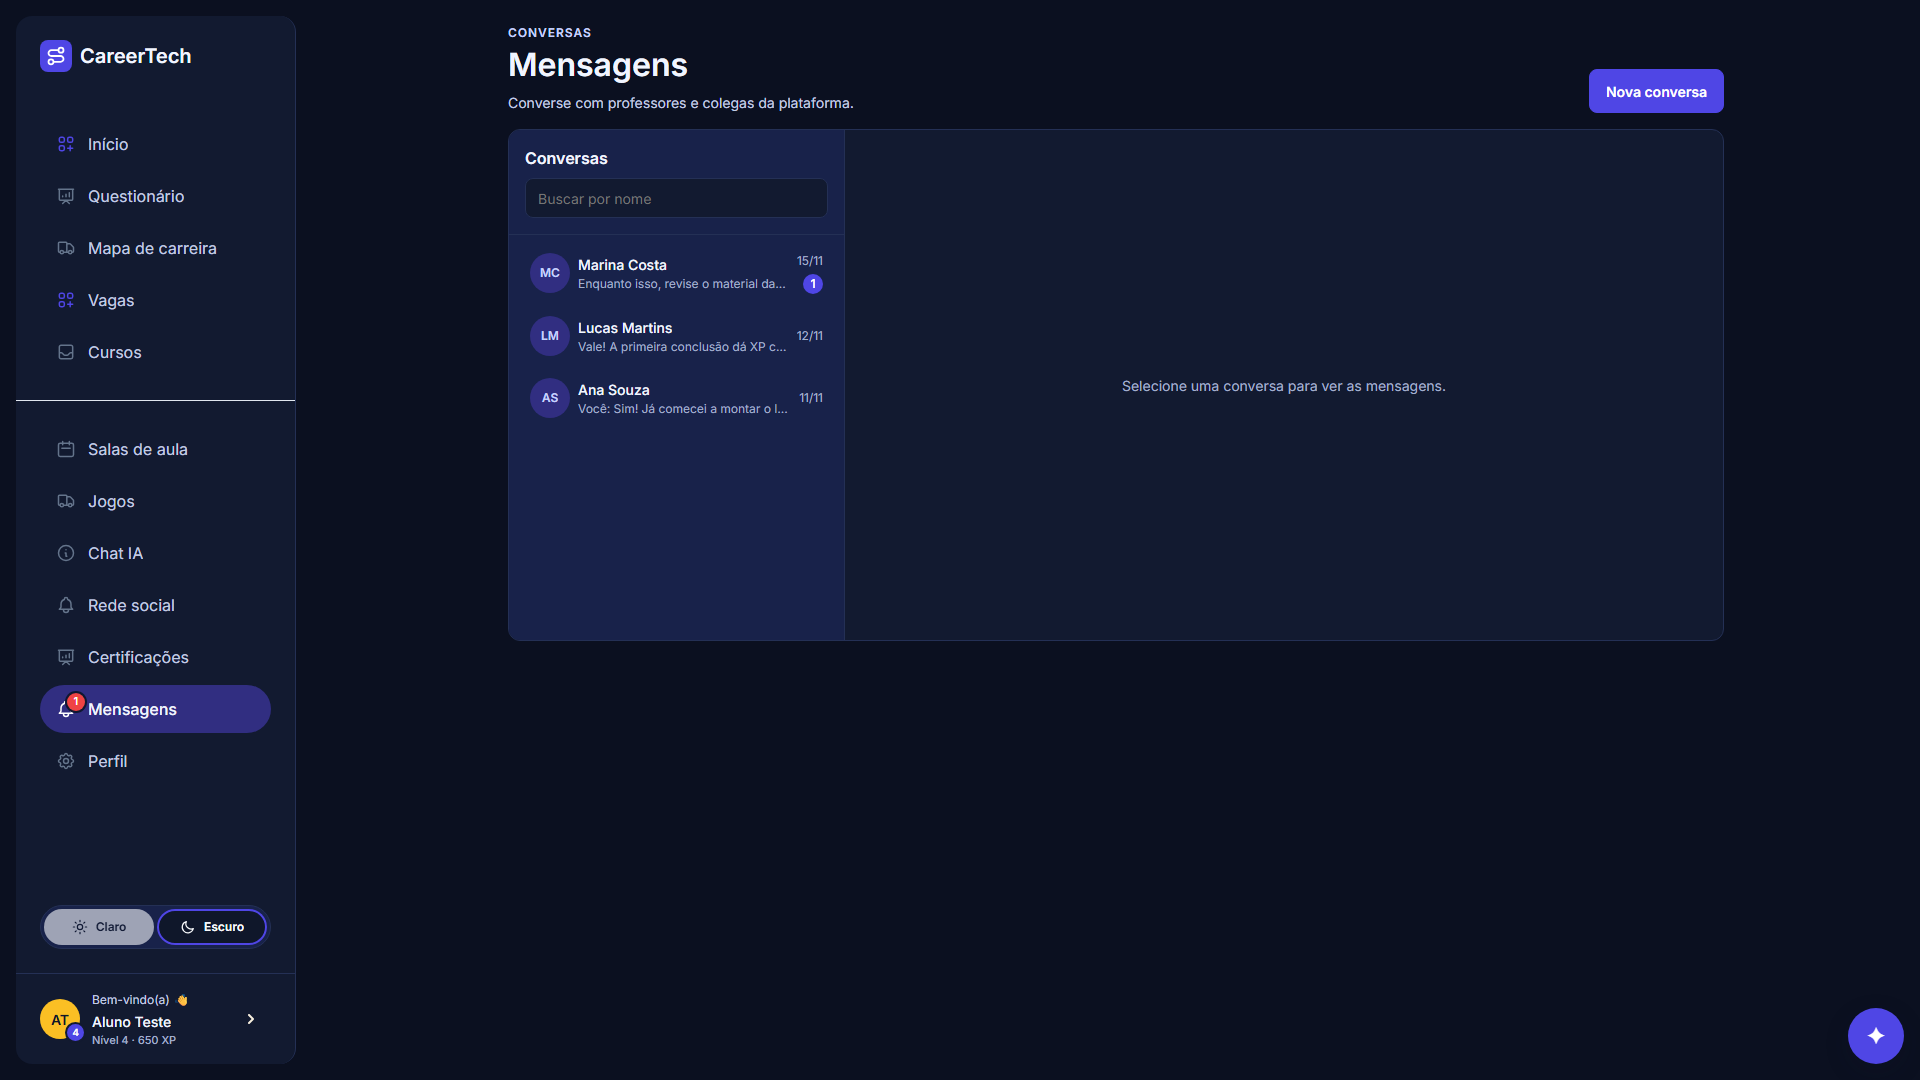 CareerTech
Início
Questionário
Mapa de carreira
Vagas
Cursos
Salas de aula
Jogos
Chat IA
Rede social
Certificações
1
Mensagens
Perfil
Claro
Escuro
Bem-vindo(a) 👋
AT
4
Aluno Teste
Nível 4 · 650 XP
CONVERSAS
Mensagens
Converse com professores e colegas da plataforma.
Nova conversa
Conversas
Buscar por nome
MC
Marina Costa
15/11
Enquanto isso, revise o material da...
1
LM
Lucas Martins
12/11
Vale! A primeira conclusão dá XP c...
AS
Ana Souza
11/11
Você: Sim! Já comecei a montar o l...
Selecione uma conversa para ver as mensagens.